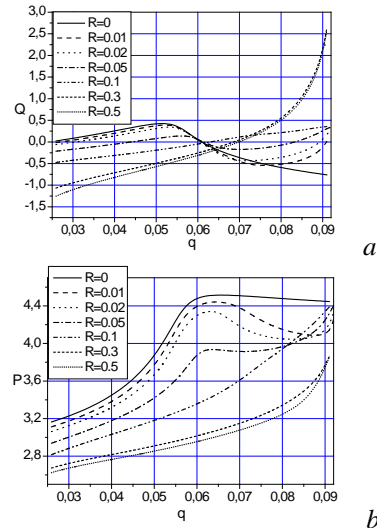 3,0
2,5
2,0
1,5
1,0
0,5
0,0
-0,5
-1,0
-1,5
Q
R=0
R=0.01
R=0.02
R=0.05
R=0.1
R=0.3
R=0.5
0,03 0,04 0,05 0,06 0,07 0,08 0,09
q
a
4,4
4,0
P3,6
3,2
2,8
R=0
R=0.01
R=0.02
R=0.05
R=0.1
R=0.3
R=0.5
0,03 0,04 0,05 0,06 0,07 0,08 0,09
q
b